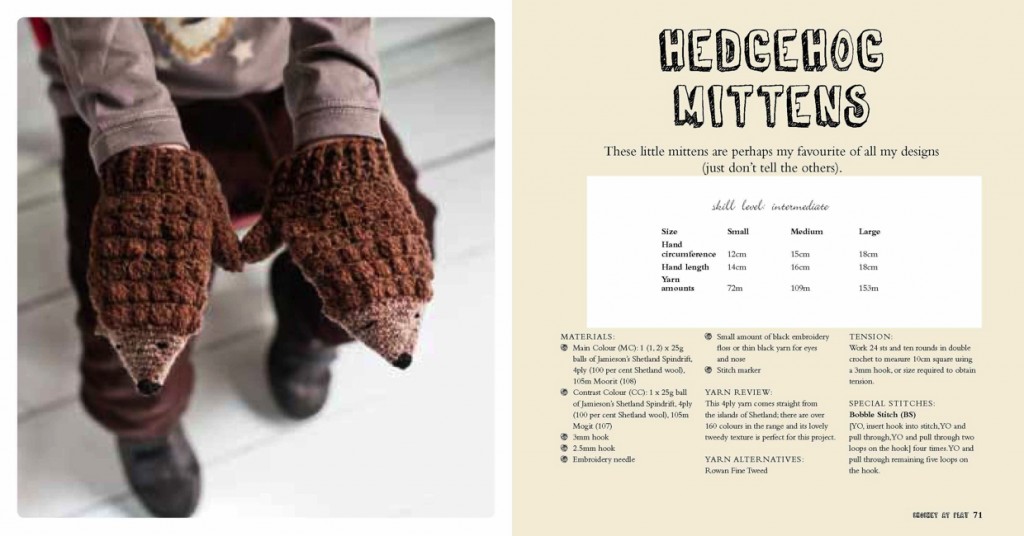 HEDGEHOG
MITTENS
These little mittens are perhaps my favourite of all my designs
(just don't tell the others).
skill level: intermediate
Size Small Medium Large
Hand
circumference 12cm 15cm 18cm
Hand length 14cm 16cm 18cm
Yarn
amounts 72m 109m 153m
MATERIALS:
Main Colour (MC): 1 (1, 2) x 25g
balls of Jamieson's Shetland Spindrift,
4ply (100 per cent Shetland wool),
105m Moorit (108)
Contrast Colour (CC): 1 x 25g ball
of Jamieson's Shetland Spindrift, 4ply
(100 per cent Shetland wool), 105m
Mogit (107)
3mm hook
2.5mm hook
Embroidery needle
Small amount of black embroidery
floss or thin black yarn for eyes
and nose
Stitch marker
YARN REVIEW:
This 4ply yarn comes straight from
the islands of Shetland; there are over
160 colours in the range and its lovely
tweedy texture is perfect for this project.
YARN ALTERNATIVES:
Rowan Fine Tweed
TENSION:
Work 24 sts and ten rounds in double
crochet to measure 10cm square using
a 3mm hook, or size required to obtain
tension.
SPECIAL STITCHES:
Bobble Stitch (BS)
[YO, insert hook into stitch, YO and
pull through, YO and pull through two
loops on the hook] four times. YO and
pull through remaining five loops on
the hook.
CROCHET AT PLAY 71